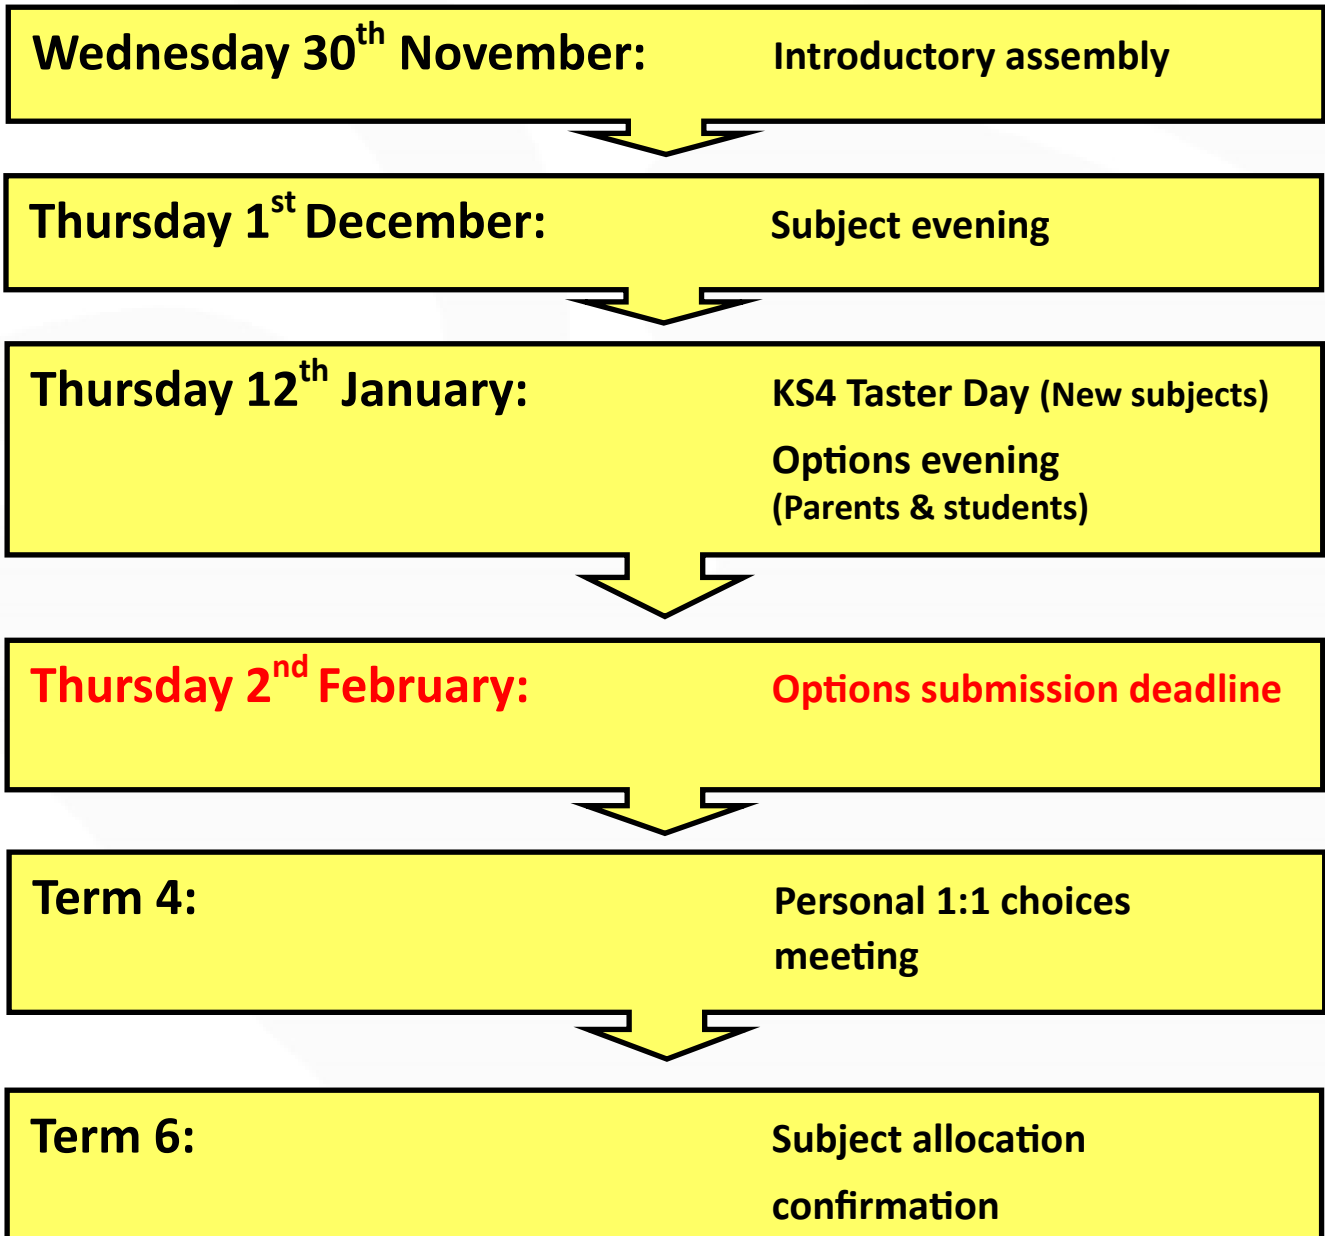 Wednesday 30th November: Introductory assembly
Thursday 1st December: Subject evening
Thursday 12th January: KS4 Taster Day (New subjects)
Options evening
(Parents & students)
Thursday 2nd February: Options submission deadline
Term 4: Personal 1:1 choices
meeting
Term 6: Subject allocation
confirmation